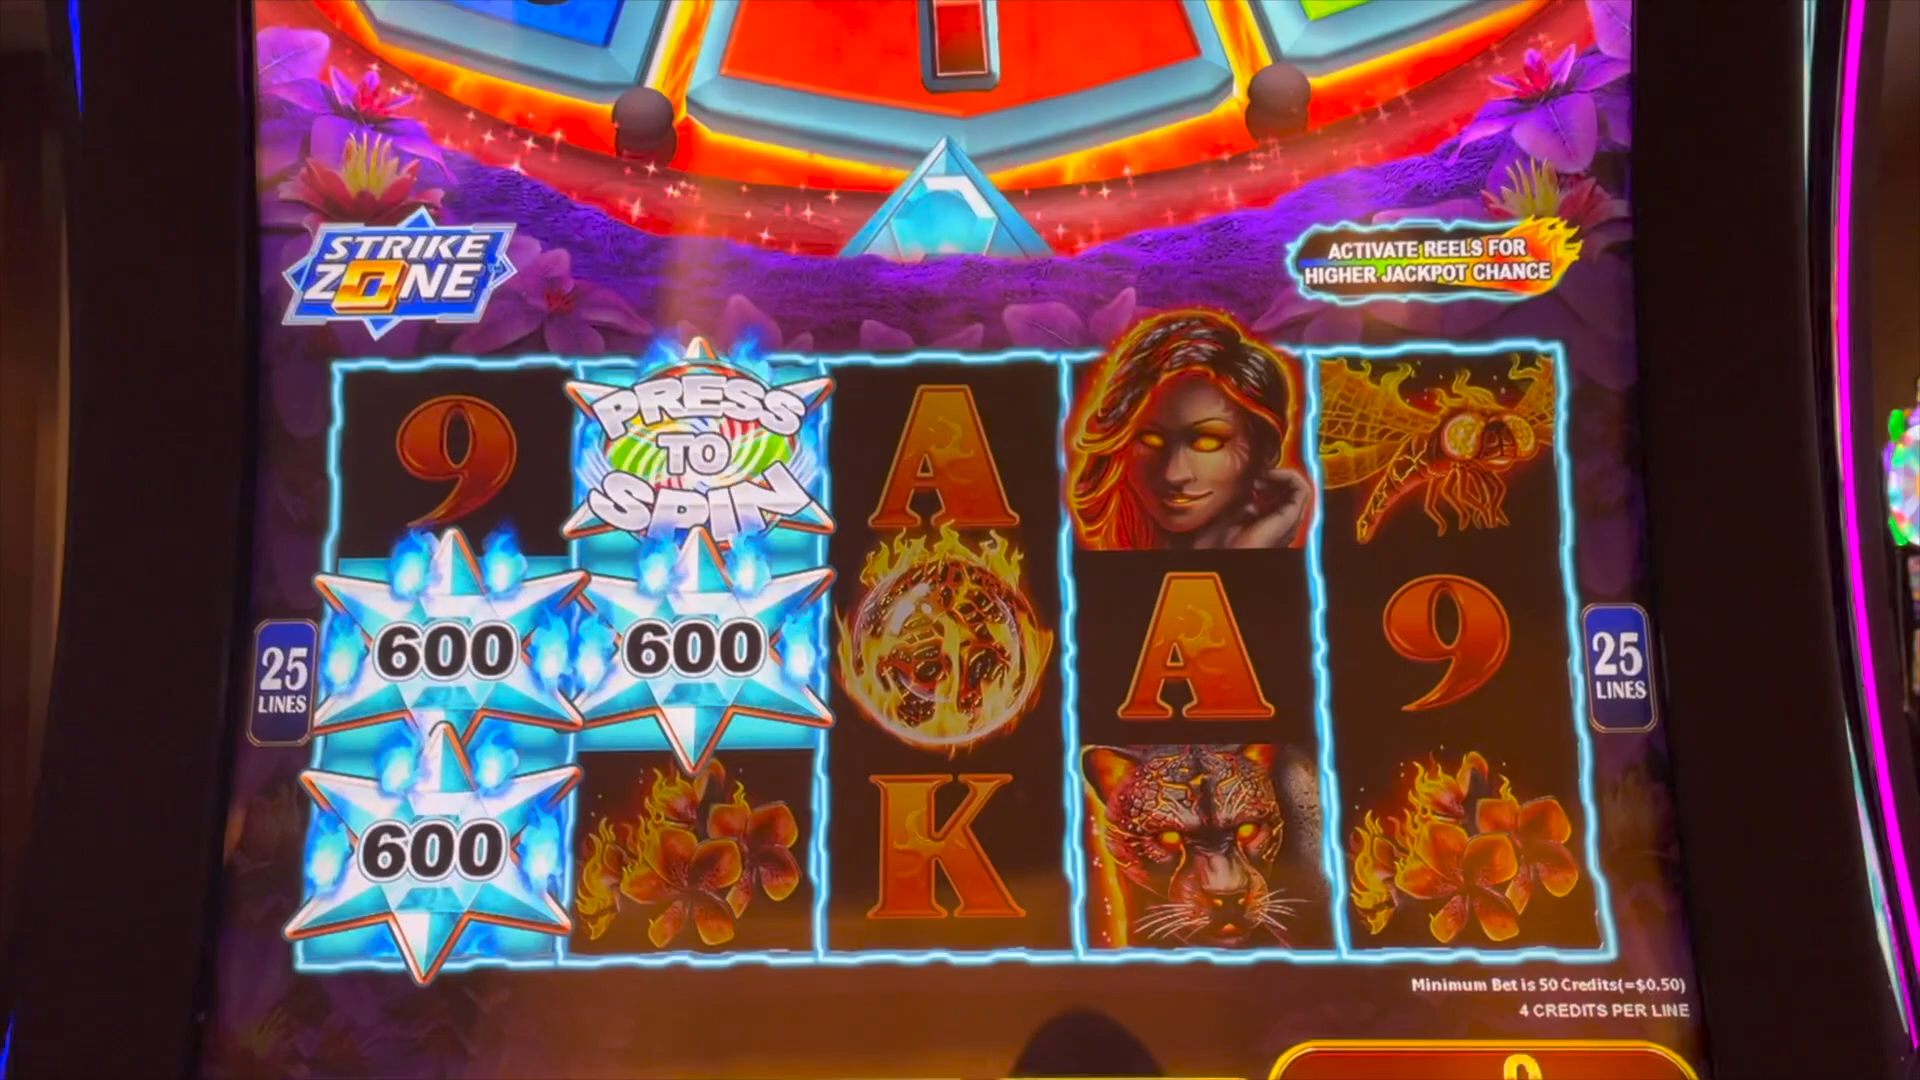 STRIKE
ZONE
ACTIVATE REELS FOR
HIGHER JACKPOT CHANCE
9
PRESS
TO
SPIN
A
600
600
A
9
25
LINES
25
LINES
600
K
Minimum Bet is 50 Credits(=$0.50)
4 CREDITS PER LINE